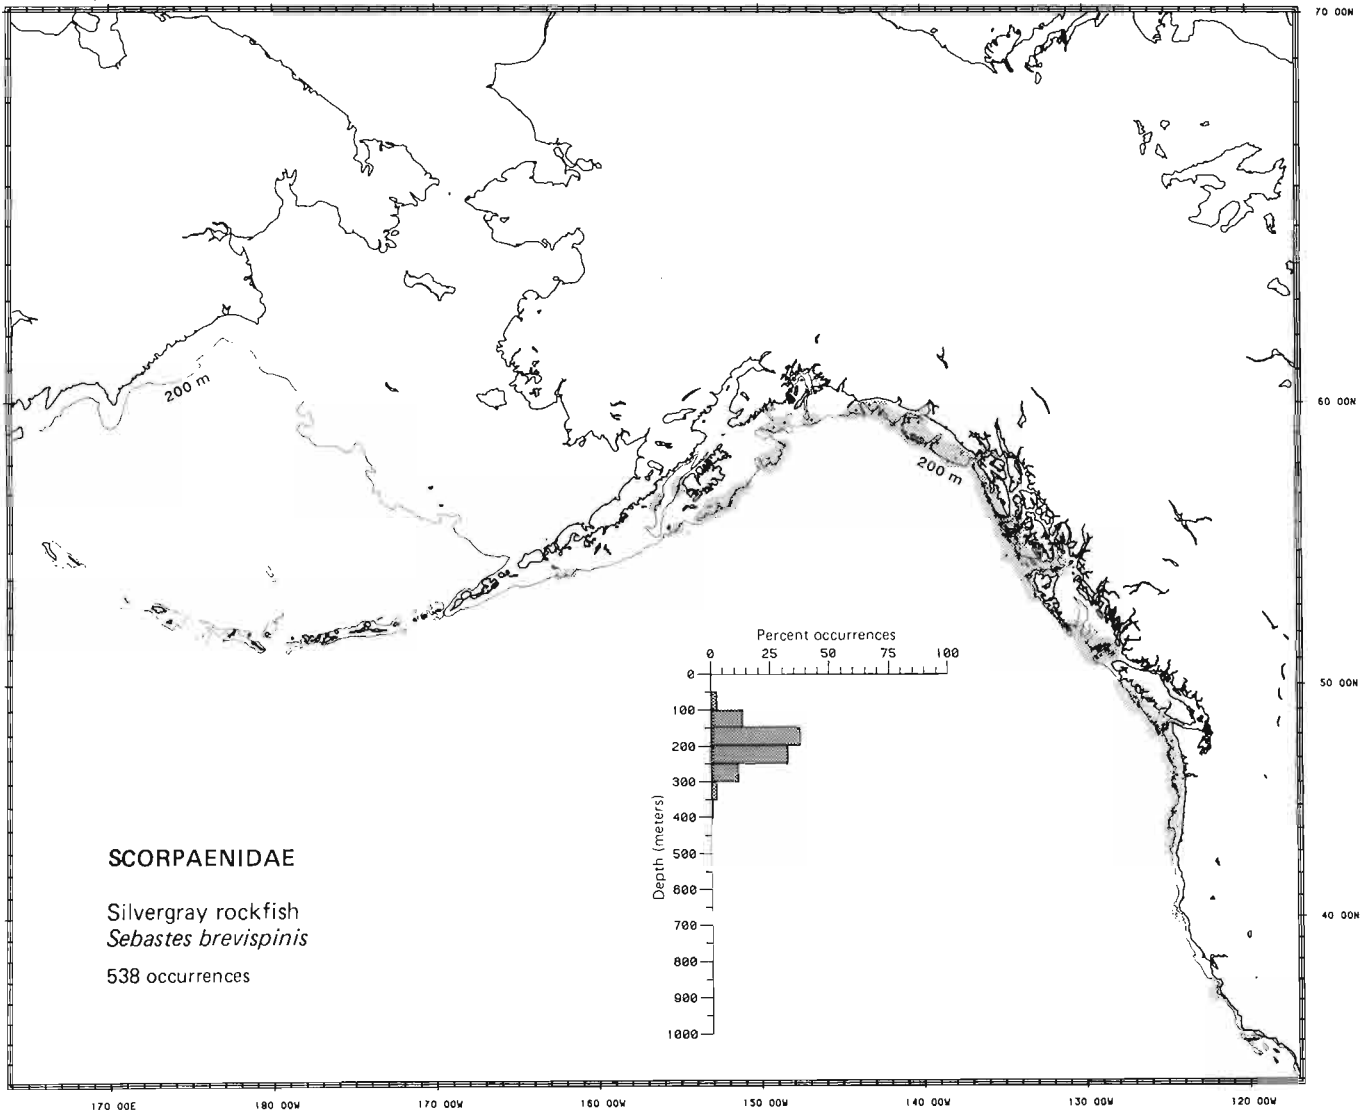 70 00N
200 m
60 00N
200 m
Percent occurrences
0 25 50 75 100
0
50 00N
100
200
300
400
500
600
700
800
900
1000
Depth (meters)
40 00N
SCORPAENIDAE
Silvergray rockfish
Sebastes brevispinis
538 occurrences
170 00E 180 00W 170 00W 160 00W 150 00W 140 00W 130 00W 120 00W